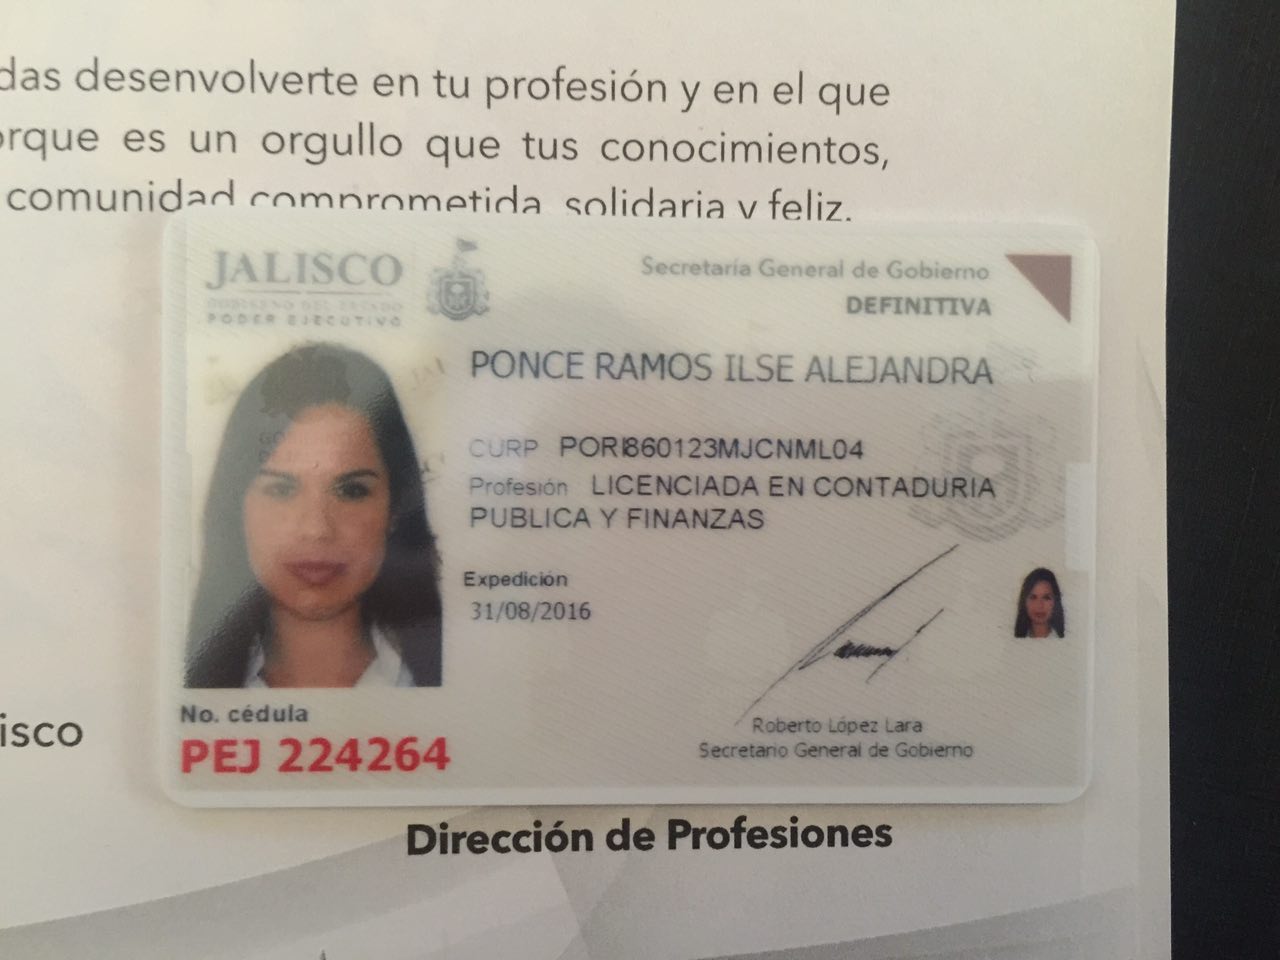 das desenvolverte en tu profesión y en el que
orque es un orgullo que tus conocimientos,
comunidad comprometida, solidaria y feliz.
JALISCO
GOBIERNO DEL ESTADO
PODER EJECUTIVO
Secretaría General de Gobierno
DEFINITIVA
PONCE RAMOS ILSE ALEJANDRA
CURP PORI860123MJCNML04
Profesión LICENCIADA EN CONTADURIA
PUBLICA Y FINANZAS
Expedición
31/08/2016
No. cédula
PEJ 224264
Roberto López Lara
Secretario General de Gobierno
isco
Dirección de Profesiones